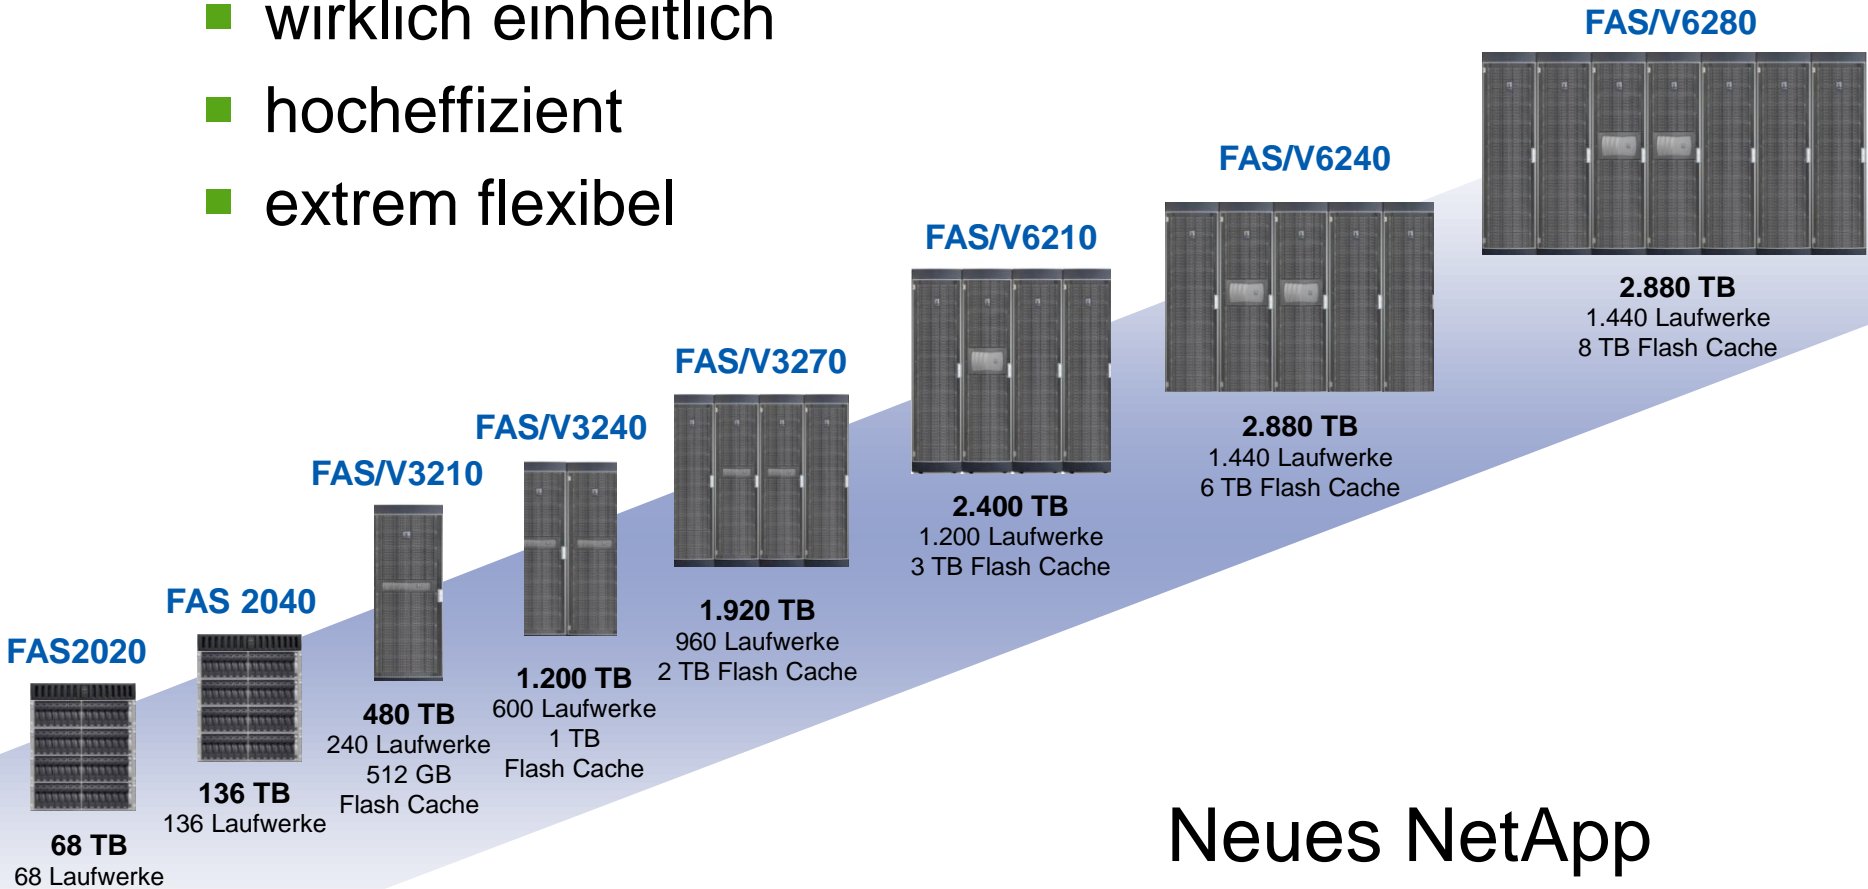 wirklich einheitlich
hocheffizient
extrem flexibel
FAS2020
68 TB
68 Laufwerke
FAS 2040
136 TB
136 Laufwerke
FAS/V3210
480 TB
240 Laufwerke
512 GB
Flash Cache
FAS/V3240
1.200 TB
600 Laufwerke
1 TB
Flash Cache
FAS/V3270
1.920 TB
960 Laufwerke
2 TB Flash Cache
FAS/V6210
2.400 TB
1.200 Laufwerke
3 TB Flash Cache
FAS/V6240
2.880 TB
1.440 Laufwerke
6 TB Flash Cache
FAS/V6280
2.880 TB
1.440 Laufwerke
8 TB Flash Cache
Neues NetApp